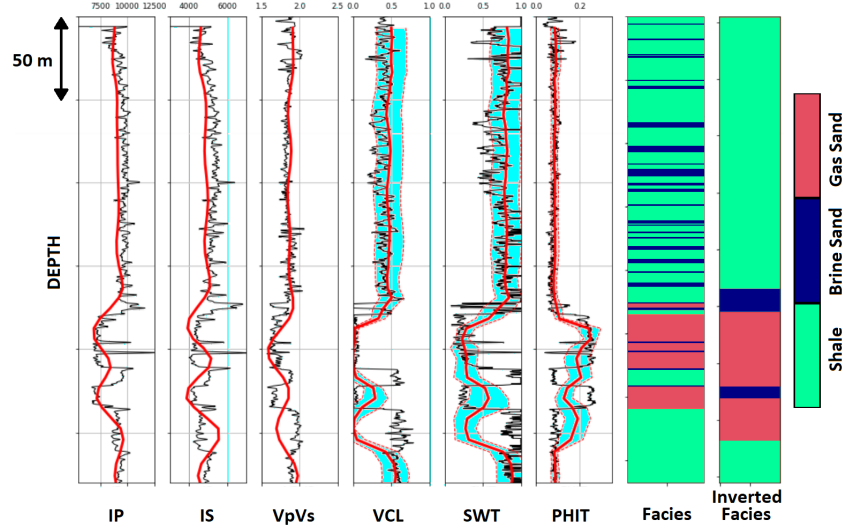 7500 10000 12500 4000 6000 1.5 2.0 2.5 0.0 0.5 1.0 0.0 0.5 1.0 0.0 0.2
50 m
DEPTH
Gas Sand
Brine Sand
Shale
IP IS VpVs VCL SWT PHIT Facies Inverted Facies